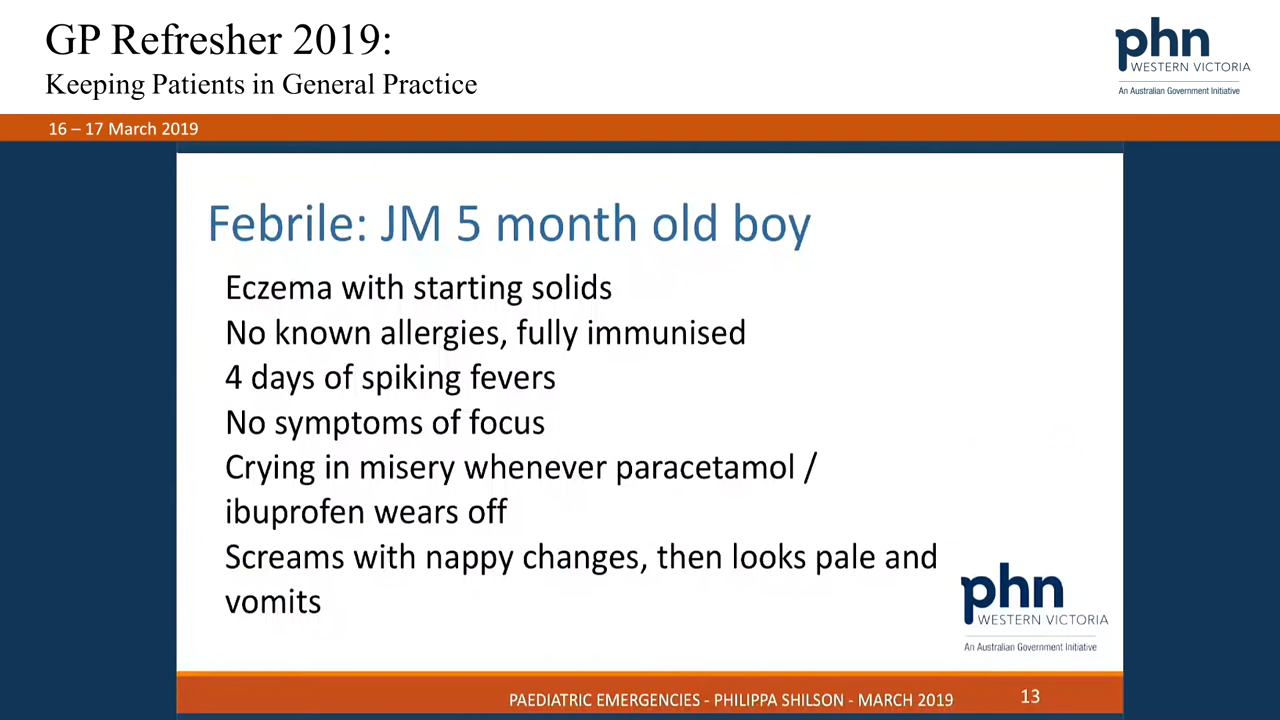 GP Refresher 2019:
Keeping Patients in General Practice
phn
WESTERN VICTORIA
An Australian Government Initiative
16 – 17 March 2019
Febrile: JM 5 month old boy
Eczema with starting solids
No known allergies, fully immunised
4 days of spiking fevers
No symptoms of focus
Crying in misery whenever paracetamol /
ibuprofen wears off
Screams with nappy changes, then looks pale and
vomits
phn
WESTERN VICTORIA
An Australian Government Initiative
PAEDIATRIC EMERGENCIES - PHILIPPA SHILSON - MARCH 2019
13